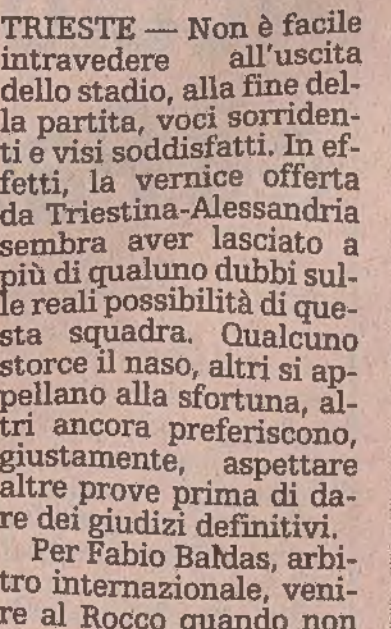 TRIESTE — Non è facile
intravedere all'uscita
dello stadio, alla fine del-
la partita, voci sorriden-
ti e visi soddisfatti. In ef-
fetti, la vernice offerta
da Triestina-Alessandria
sembra aver lasciato a
più di qualuno dubbi sul-
le reali possibilità di que-
sta squadra. Qualcuno
storce il naso, altri si ap-
pellano alla sfortuna, al-
tri ancora preferiscono,
giustamente, aspettare
altre prove prima di da-
re dei giudizi definitivi.
Per Fabio Baldas, arbi-
tro internazionale, veni-
re al Rocco quando non